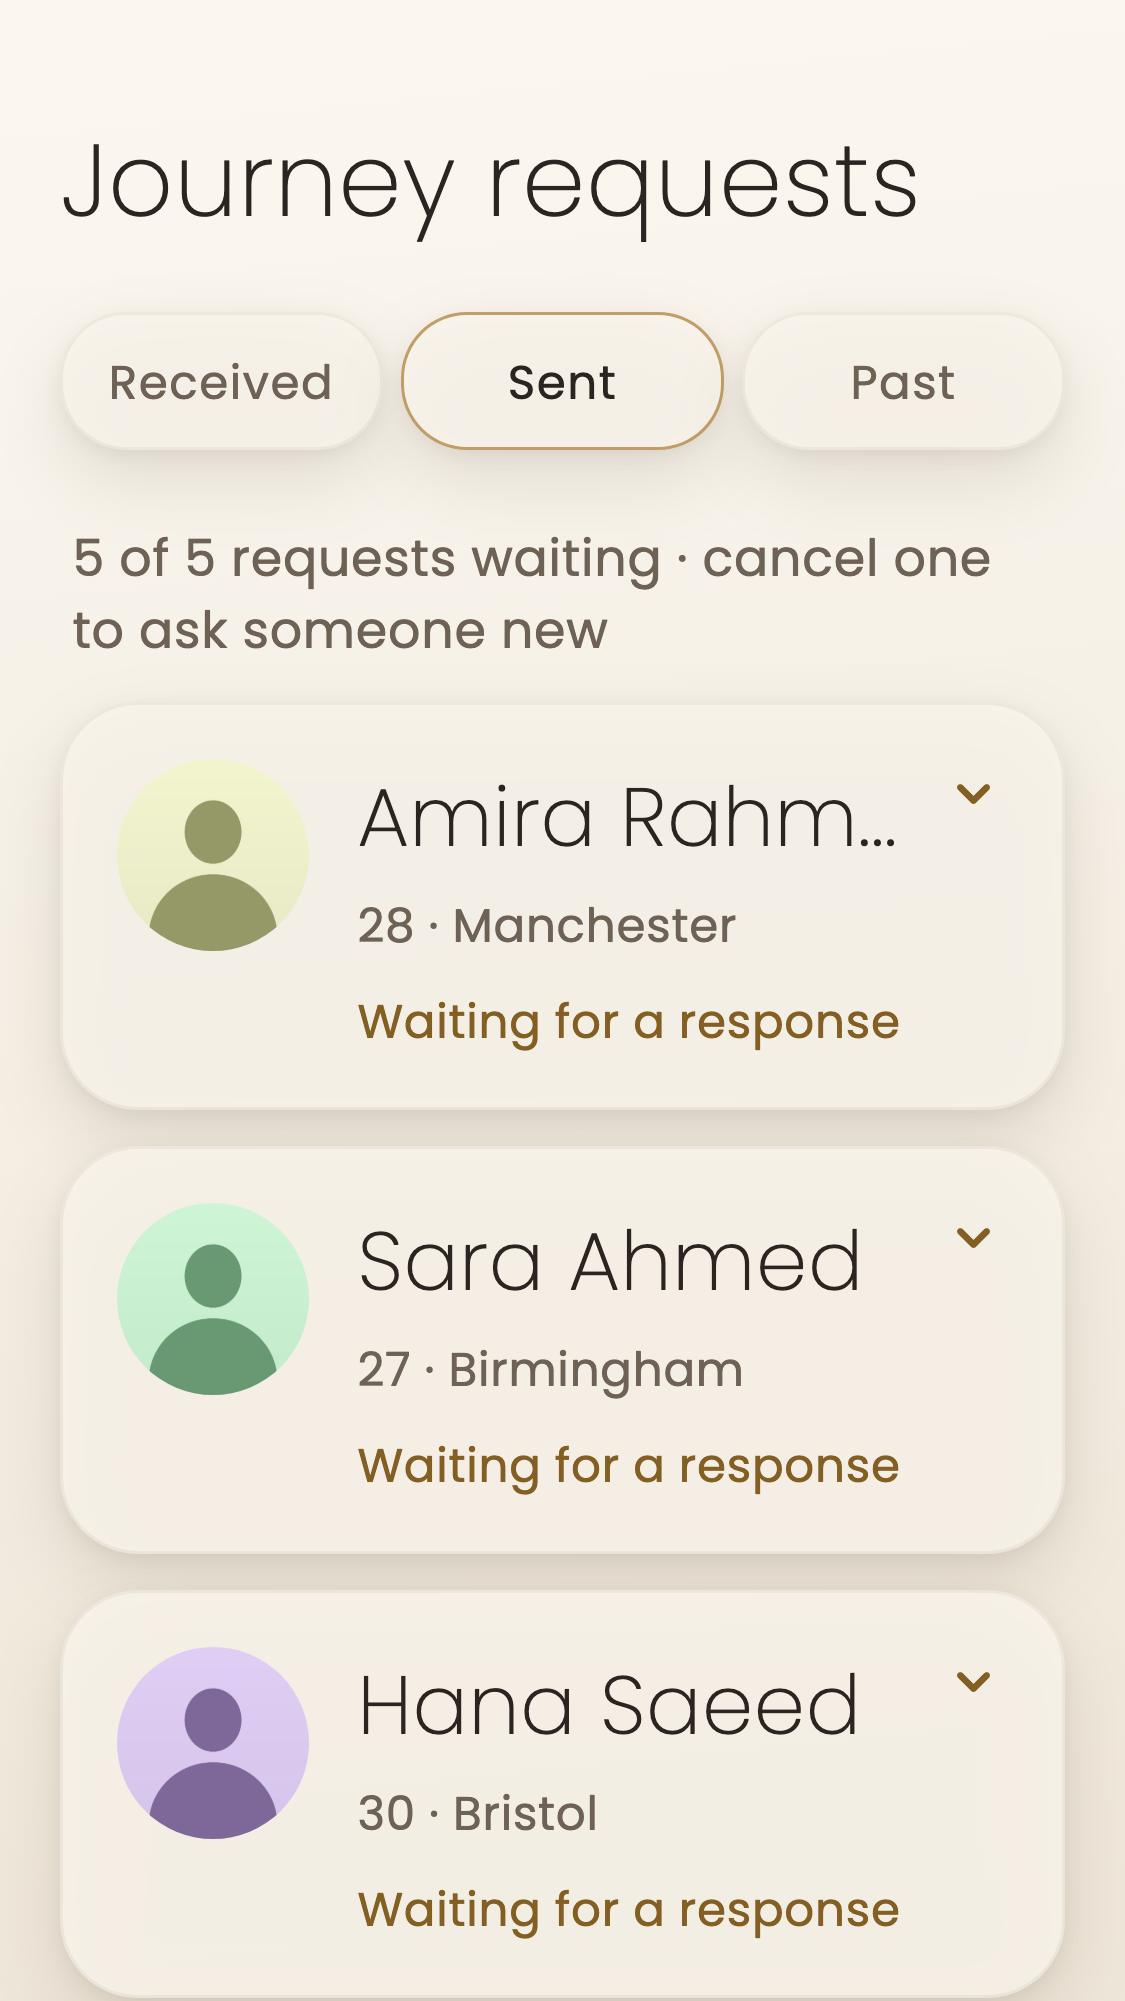 Journey requests
Received
Sent
Past
5 of 5 requests waiting · cancel one
to ask someone new
Amira Rahm...
28 · Manchester
Waiting for a response
Sara Ahmed
27 · Birmingham
Waiting for a response
Hana Saeed
30 · Bristol
Waiting for a response